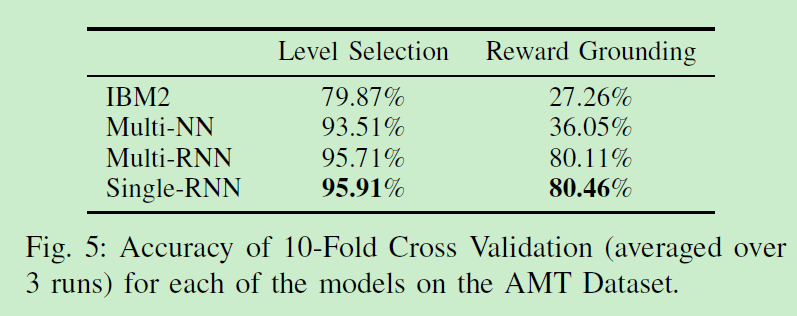 Level Selection Reward Grounding
IBM2 79.87% 27.26%
Multi-NN 93.51% 36.05%
Multi-RNN 95.71% 80.11%
Single-RNN 95.91% 80.46%
Fig. 5: Accuracy of 10-Fold Cross Validation (averaged over
3 runs) for each of the models on the AMT Dataset.